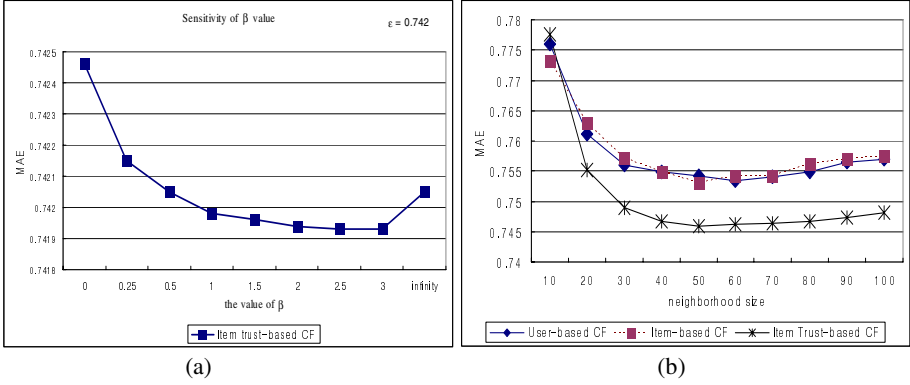 Sensitivity of β value
ε = 0.742
MAE
0.7425
0.7424
0.7423
0.7422
0.7421
0.742
0.7419
0.7418
0 0.25 0.5 1 1.5 2 2.5 3 infinity
the value of β
Item trust-based CF
(a)
MAE
0.78
0.775
0.77
0.765
0.76
0.755
0.75
0.745
0.74
10 20 30 40 50 60 70 80 90 100
neighborhood size
User-based CF Item-based CF Item Trust-based CF
(b)